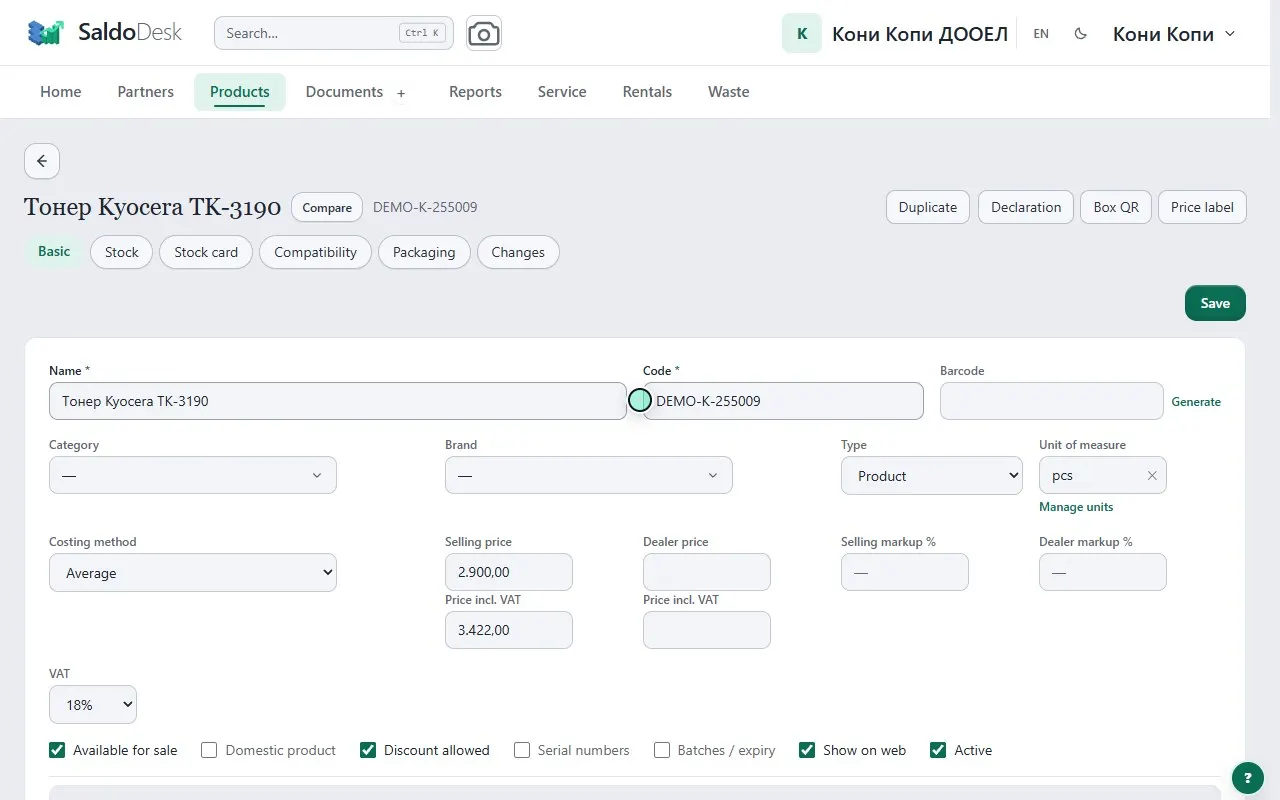 SaldoDesk
Search... Ctrl K
K Кони Копи ДООЕЛ EN Кони Копи
Home Partners Products Documents + Reports Service Rentals Waste
Тонер Kyocera TK-3190 Compare DEMO-K-255009 Duplicate Declaration Box QR Price label
Basic Stock Stock card Compatibility Packaging Changes
Save
Name * Code * Barcode
Тонер Kyocera TK-3190 DEMO-K-255009 Generate
Category Brand Type Unit of measure
— — Product pcs
Manage units
Costing method Selling price Dealer price Selling markup % Dealer markup %
Average 2.900,00 — —
Price incl. VAT Price incl. VAT
3.422,00
VAT
18%
Available for sale Domestic product Discount allowed Serial numbers Batches / expiry Show on web Active
?